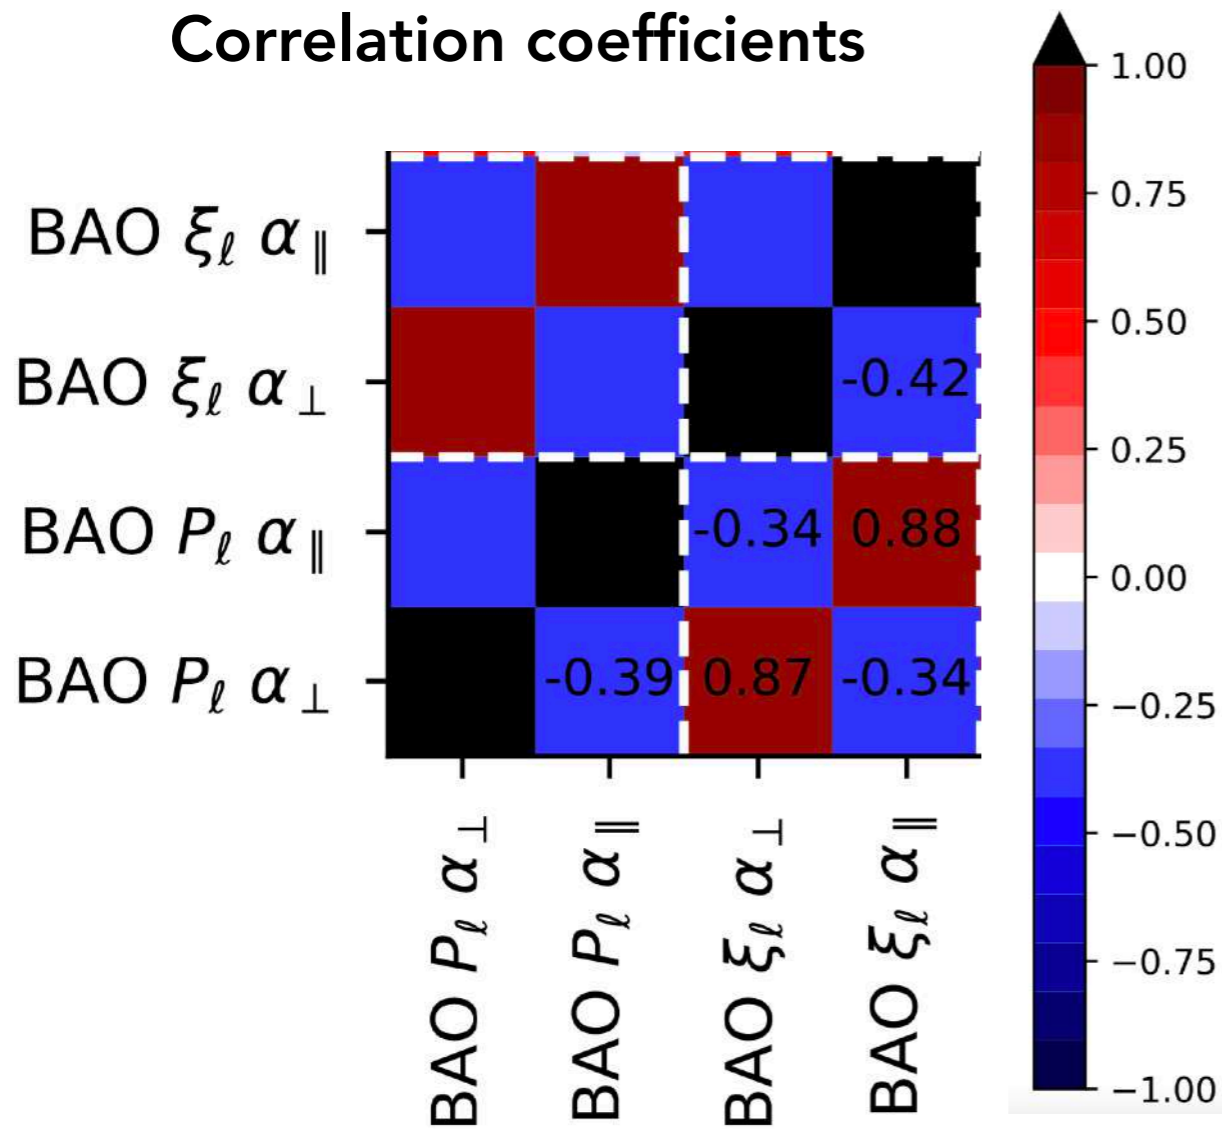 Correlation coefficients
BAO ξℓ α∥
BAO ξℓ α⊥ -0.42
BAO Pℓ α∥ -0.34 0.88
BAO Pℓ α⊥ -0.39 0.87 -0.34
BAO Pℓ α⊥
BAO Pℓ α∥
BAO ξℓ α⊥
BAO ξℓ α∥
1.00
0.75
0.50
0.25
0.00
−0.25
−0.50
−0.75
−1.00